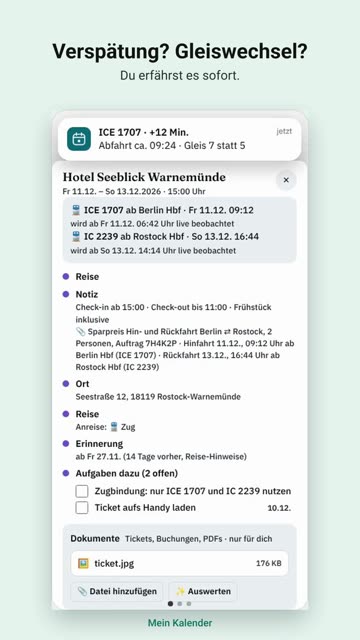 Verspätung? Gleiswechsel?
Du erfährst es sofort.
ICE 1707 · +12 Min.
jetzt
Abfahrt ca. 09:24 · Gleis 7 statt 5
Hotel Seeblick Warnemünde
×
Fr 11.12. – So 13.12.2026 · 15:00 Uhr
ICE 1707 ab Berlin Hbf · Fr 11.12. 09:12
wird ab Fr 11.12. 06:42 Uhr live beobachtet
IC 2239 ab Rostock Hbf · So 13.12. 16:44
wird ab So 13.12. 14:14 Uhr live beobachtet
Reise
Notiz
Check-in ab 15:00 · Check-out bis 11:00 · Frühstück
inklusive
Sparpreis Hin- und Rückfahrt Berlin ⇄ Rostock, 2
Personen, Auftrag 7H4K2P · Hinfahrt 11.12., 09:12 Uhr ab
Berlin Hbf (ICE 1707) · Rückfahrt 13.12., 16:44 Uhr ab
Rostock Hbf (IC 2239)
Ort
Seestraße 12, 18119 Rostock-Warnemünde
Reise
Anreise: 🚆 Zug
Erinnerung
ab Fr 27.11. (14 Tage vorher, Reise-Hinweise)
Aufgaben dazu (2 offen)
Zugbindung: nur ICE 1707 und IC 2239 nutzen
Ticket aufs Handy laden
10.12.
Dokumente Tickets, Buchungen, PDFs · nur für dich
ticket.jpg
176 KB
Datei hinzufügen
Auswerten
Mein Kalender